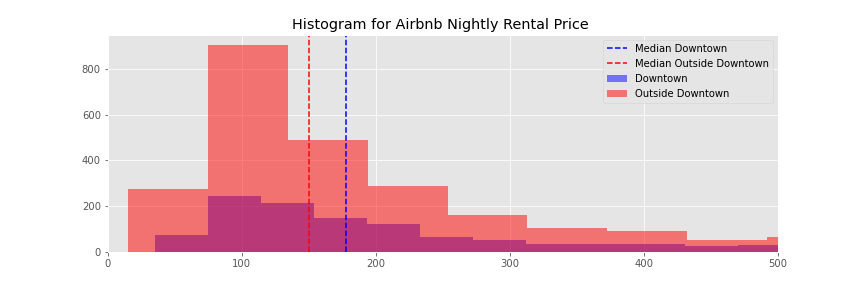 Histogram for Airbnb Nightly Rental Price
Median Downtown
Median Outside Downtown
Downtown
Outside Downtown
800
600
400
200
0
0 100 200 300 400 500